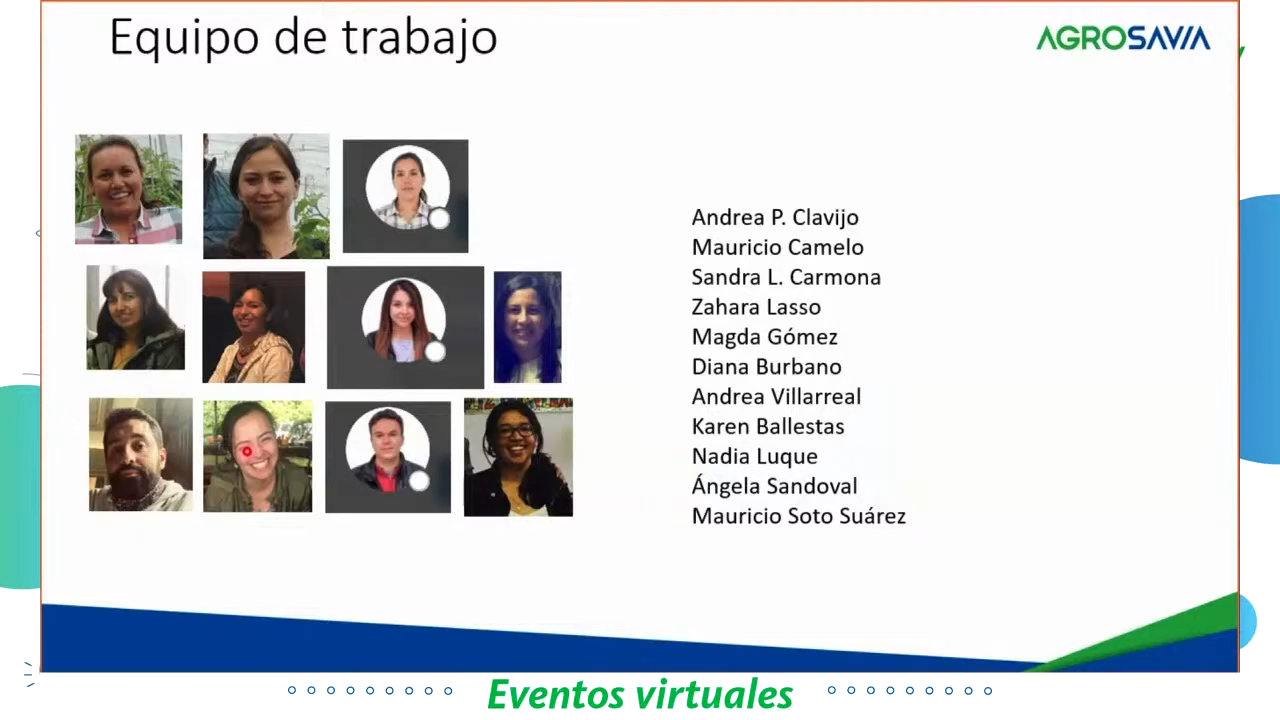 Equipo de trabajo
AGROSAVIA
Andrea P. Clavijo
Mauricio Camelo
Sandra L. Carmona
Zahara Lasso
Magda Gómez
Diana Burbano
Andrea Villarreal
Karen Ballestas
Nadia Luque
Ángela Sandoval
Mauricio Soto Suárez
Eventos virtuales